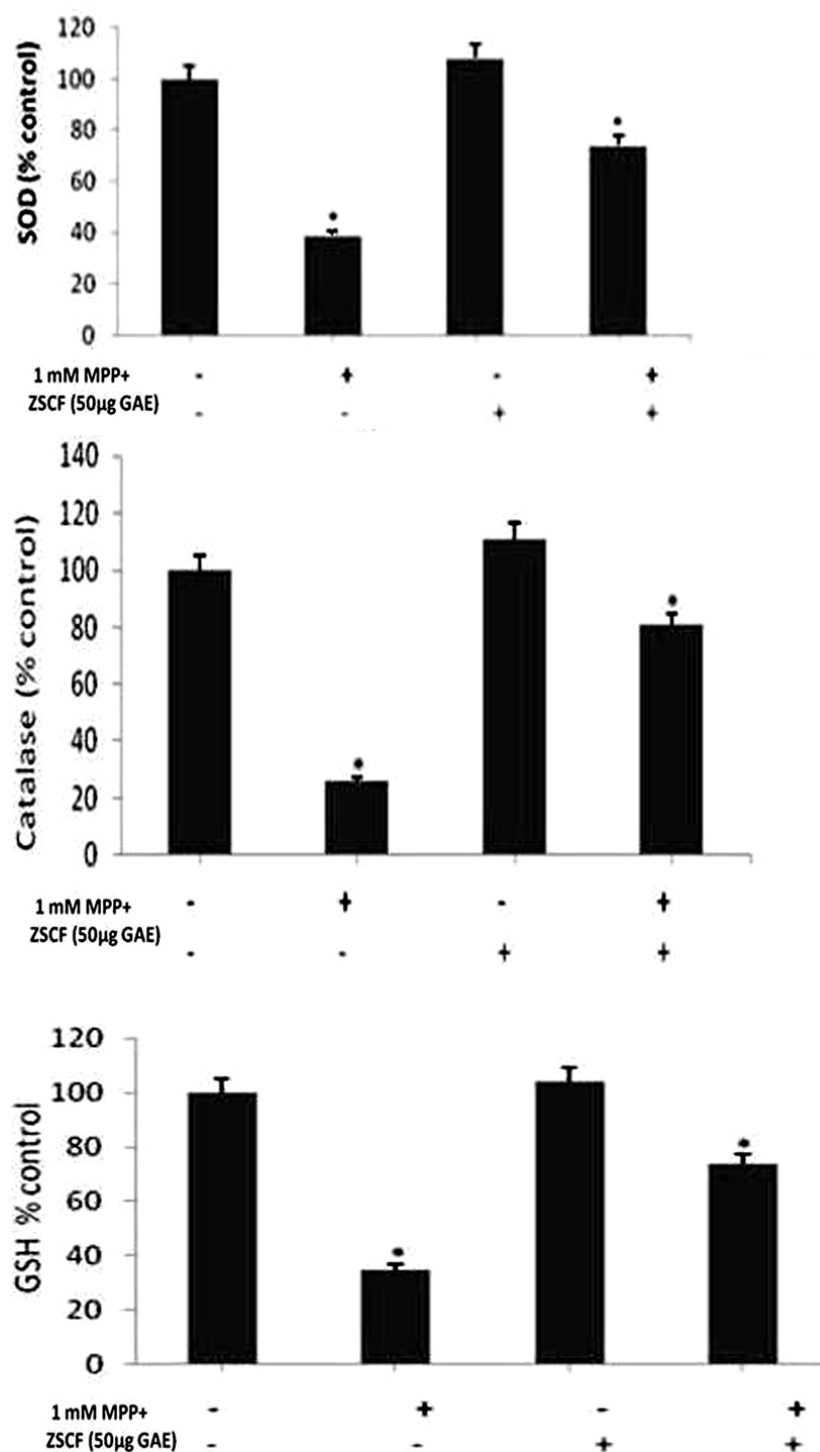 120
100
80
60
40
20
0
SOD (% control)
1 mM MPP+ - + - +
ZSCF (50µg GAE) - - + +
140
120
100
80
60
40
20
0
Catalase (% control)
1 mM MPP+ - + - +
ZSCF (50µg GAE) - - + +
120
100
80
60
40
20
0
GSH % control
1 mM MPP+ - + - +
ZSCF (50µg GAE) - - + +